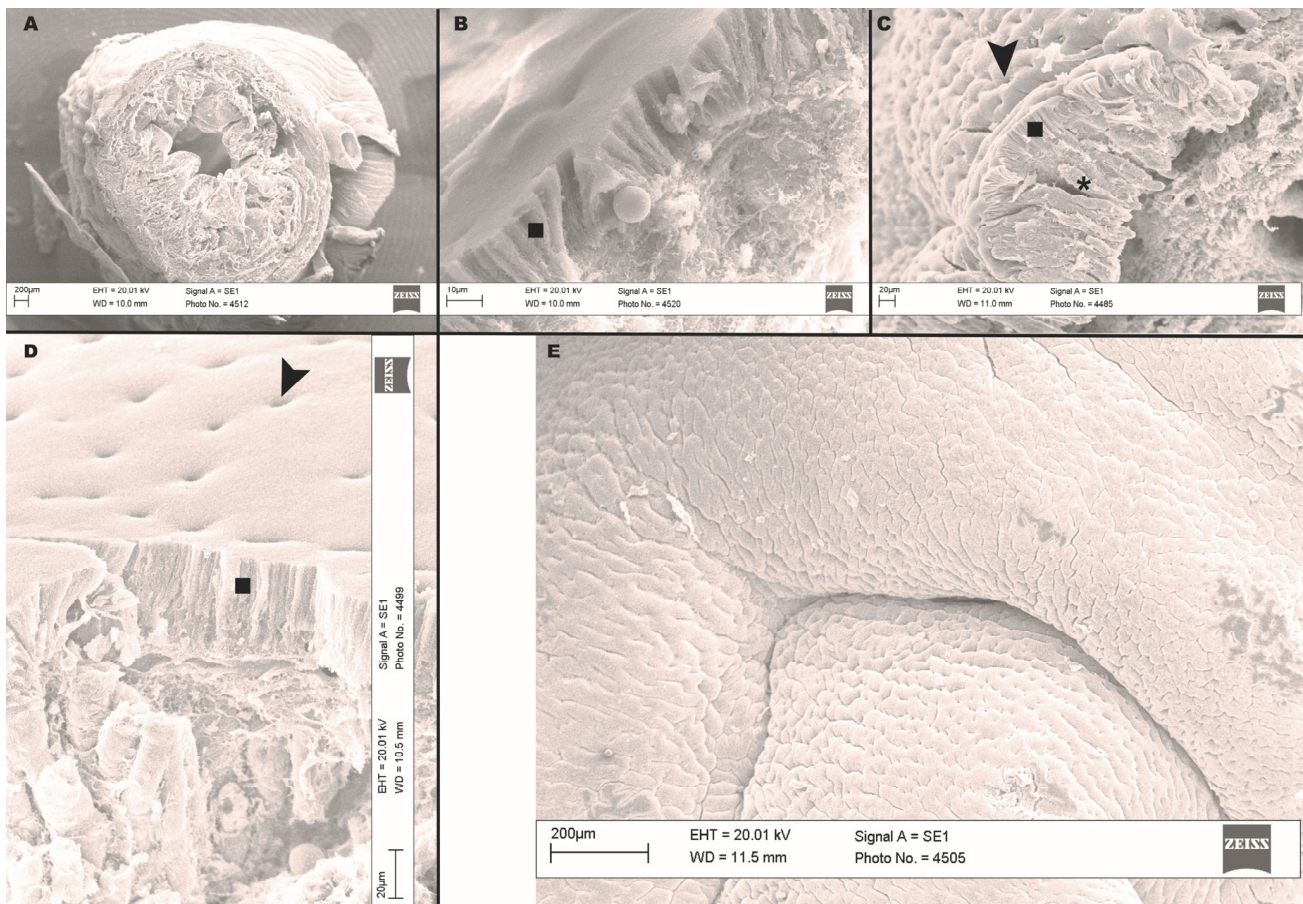 A
200µm
EHT = 20.01 kV
WD = 10.0 mm
Signal A = SE1
Photo No. = 4512
ZEISS
B
10µm
EHT = 20.01 kV
WD = 10.0 mm
Signal A = SE1
Photo No. = 4520
ZEISS
C
*
20µm
EHT = 20.01 kV
WD = 11.0 mm
Signal A = SE1
Photo No. = 4485
ZEISS
D
20µm
EHT = 20.01 kV
WD = 10.5 mm
Signal A = SE1
Photo No. = 4499
ZEISS
E
200µm
EHT = 20.01 kV
WD = 11.5 mm
Signal A = SE1
Photo No. = 4505
ZEISS